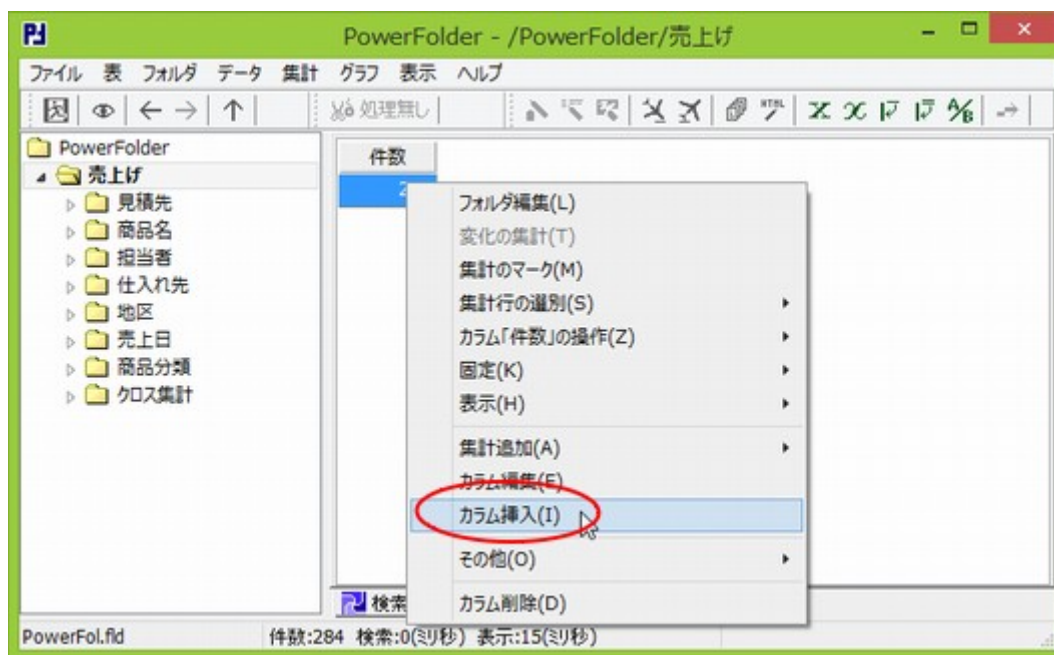 PowerFolder - /PowerFolder/売上げ
ファイル 表 フォルダ データ 集計 グラフ 表示 ヘルプ
処理無し
HTML
A/B
PowerFolder
売上げ
見積先
商品名
担当者
仕入れ先
地区
売上日
商品分類
クロス集計
件数
2
フォルダ編集(L)
変化の集計(T)
集計のマーク(M)
集計行の選別(S)
カラム「件数」の操作(Z)
固定(K)
表示(H)
集計追加(A)
カラム編集(E)
カラム挿入(I)
その他(O)
カラム削除(D)
検索
PowerFol.fld 件数:284 検索:0(ミリ秒) 表示:15(ミリ秒)